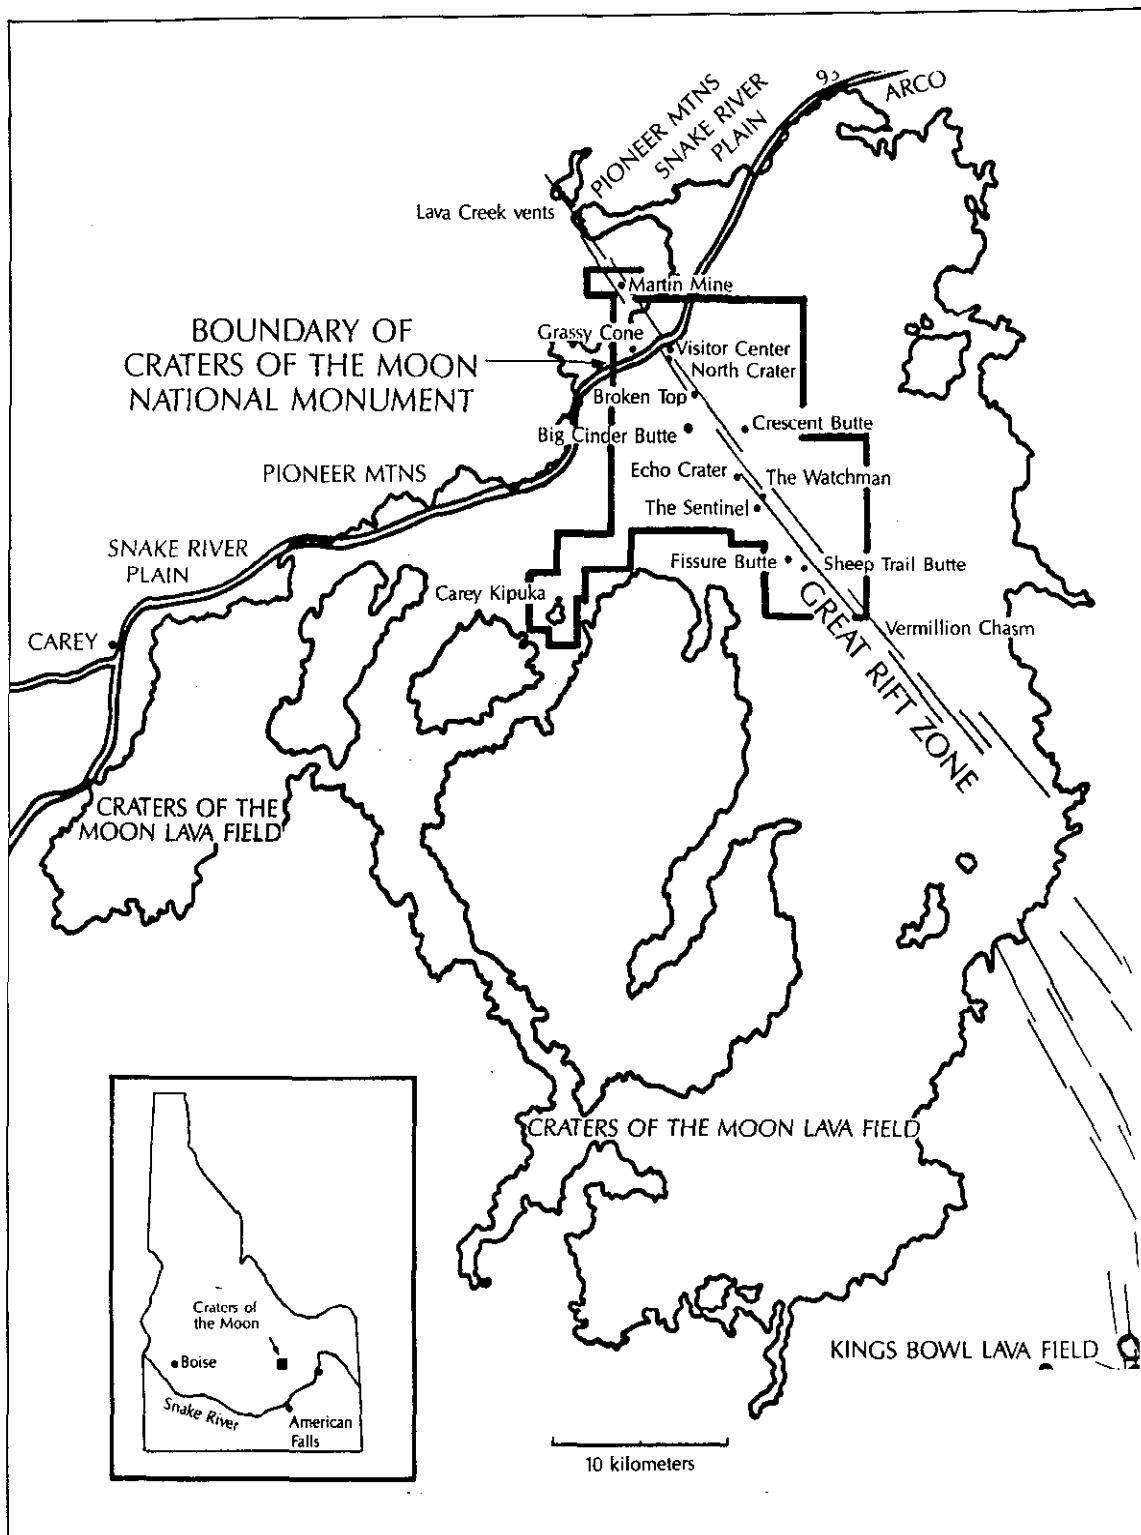 93
ARCO
PIONEER MTNS
SNAKE RIVER
PLAIN
Lava Creek vents
Martin Mine
BOUNDARY OF
CRATERS OF THE MOON
NATIONAL MONUMENT
Grassy Cone
Visitor Center
North Crater
Broken Top
Crescent Butte
Big Cinder Butte
PIONEER MTNS
Echo Crater
The Watchman
The Sentinel
SNAKE RIVER
PLAIN
Fissure Butte
Sheep Trail Butte
Carey Kipuka
GREAT RIFT ZONE
Vermillion Chasm
CAREY
CRATERS OF THE
MOON LAVA FIELD
CRATERS OF THE MOON LAVA FIELD
Craters of
the Moon
Boise
Snake River
American
Falls
KINGS BOWL LAVA FIELD
10 kilometers